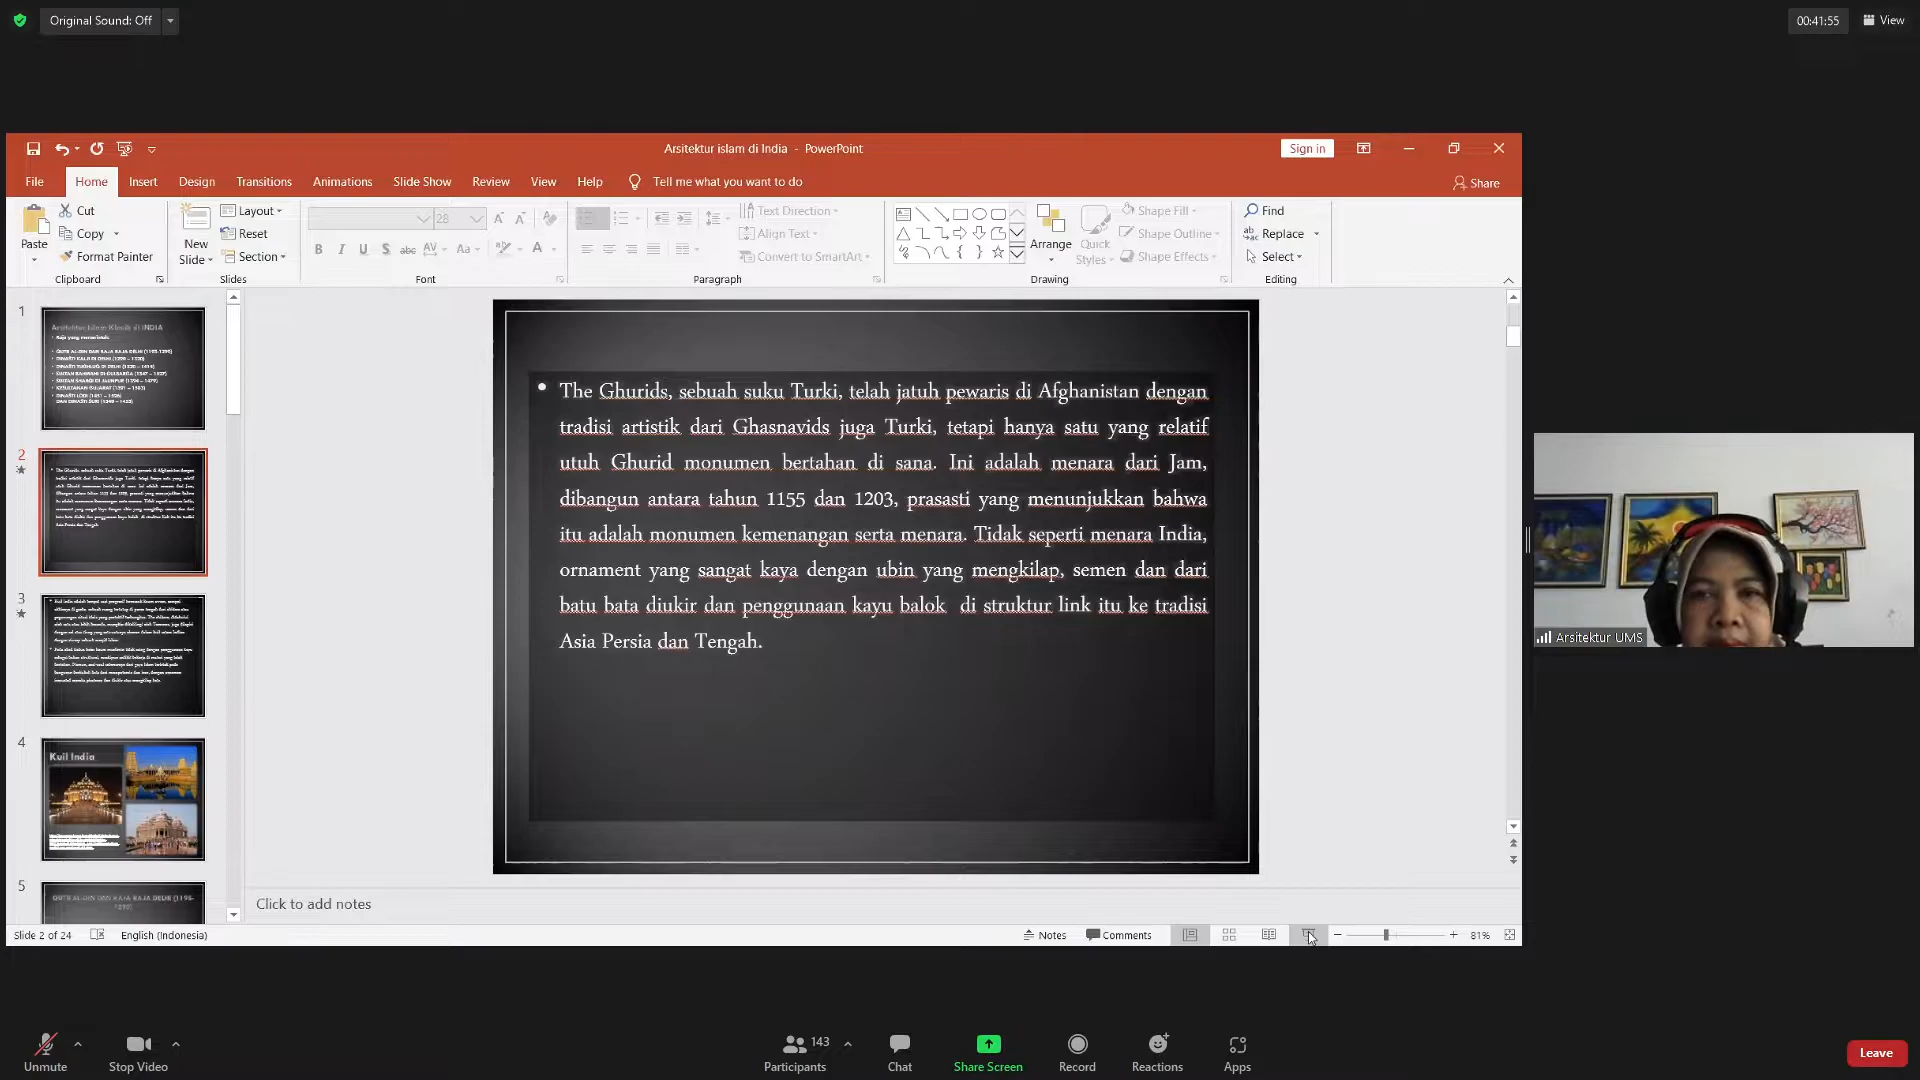 Original Sound: Off
00:41:55
View
Arsitektur islam di India - PowerPoint
Sign in
File
Home
Insert
Design
Transitions
Animations
Slide Show
Review
View
Help
Tell me what you want to do
Share
Cut
Copy
Format Painter
Paste
Clipboard
New Slide
Layout
Reset
Section
Slides
28
Font
Text Direction
Align Text
Convert to SmartArt
Paragraph
Arrange
Quick Styles
Shape Fill
Shape Outline
Shape Effects
Drawing
Find
Replace
Select
Editing
1
2
3
4
Kuil India
5
The Ghurids, sebuah suku Turki, telah jatuh pewaris di Afghanistan dengan
tradisi artistik dari Ghasnavids juga Turki, tetapi hanya satu yang relatif
utuh Ghurid monumen bertahan di sana. Ini adalah menara dari Jam,
dibangun antara tahun 1155 dan 1203, prasasti yang menunjukkan bahwa
itu adalah monumen kemenangan serta menara. Tidak seperti menara India,
ornament yang sangat kaya dengan ubin yang mengkilap, semen dan dari
batu bata diukir dan penggunaan kayu balok di struktur link itu ke tradisi
Asia Persia dan Tengah.
Arsitektur UMS
Click to add notes
Slide 2 of 24
English (Indonesia)
Notes
Comments
81%
Unmute
Stop Video
143
Participants
Chat
Share Screen
Record
Reactions
Apps
Leave